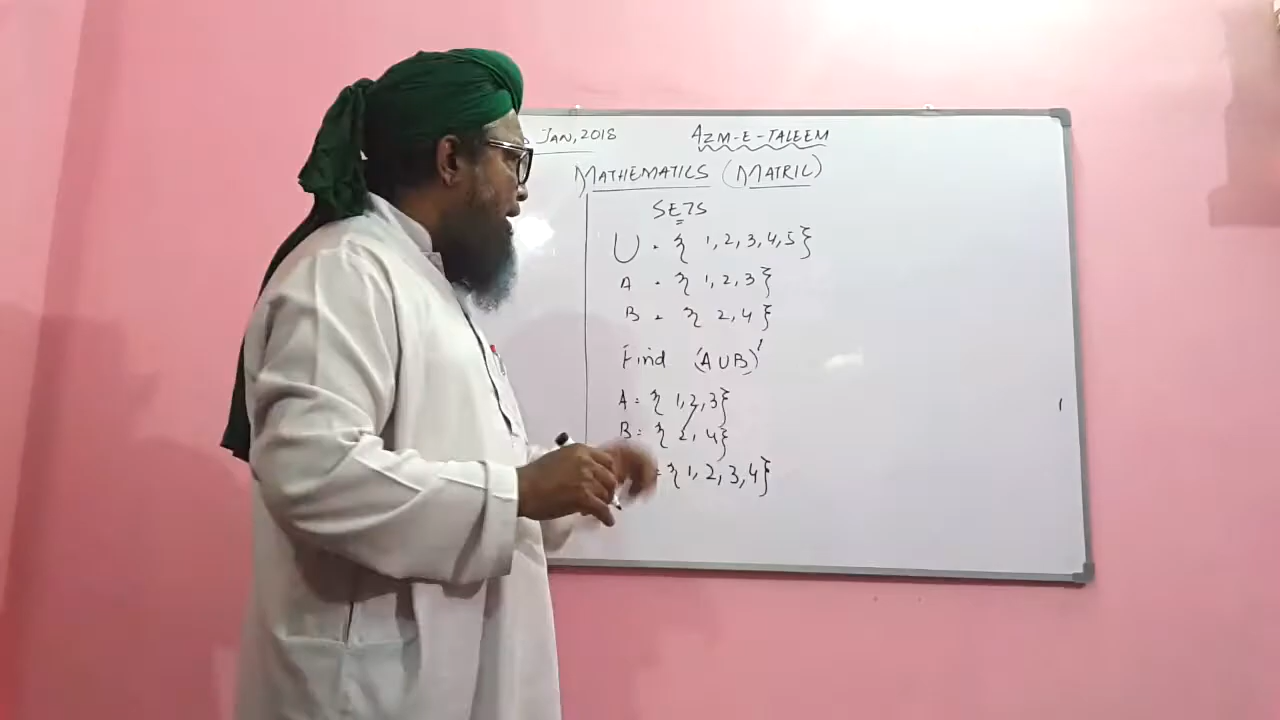 JAN, 2018 AZM-E-TALEEM
MATHEMATICS (MATRIC)
SETS
U = { 1, 2, 3, 4, 5 }
A = { 1, 2, 3 }
B = { 2, 4 }
Find (A∪B)'
A = { 1, 2, 3 }
B = { 2, 4 }
= { 1, 2, 3, 4 }